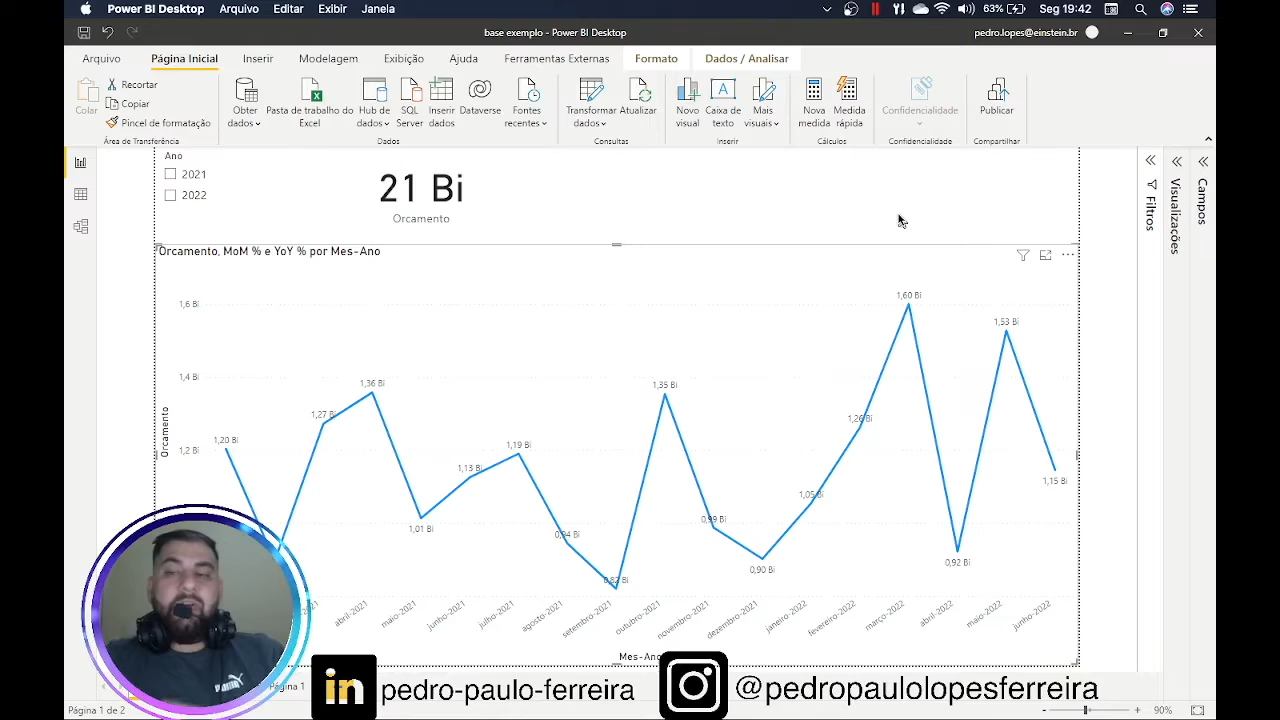 Power BI Desktop Arquivo Editar Exibir Janela 63% Seg 19:42
base exemplo - Power BI Desktop pedro.lopes@einstein.br
Arquivo Página Inicial Inserir Modelagem Exibição Ajuda Ferramentas Externas Formato Dados / Analisar
Colar
Recortar
Copiar
Pincel de formatação
Área de Transferência
Obter dados
Pasta de trabalho do Excel
Hub de dados
SQL Server
Inserir dados
Dataverse
Fontes recentes
Dados
Transformar dados
Atualizar
Consultas
Novo visual
Caixa de texto
Mais visuais
Inserir
Nova medida
Medida rápida
Cálculos
Confidencialidade
Confidencialidade
Publicar
Compartilhar
Ano
2021
2022
21 Bi
Orcamento
Filtros
Visualizações
Campos
Orcamento, MoM % e YoY % por Mes-Ano
Orcamento
1,6 Bi
1,4 Bi
1,2 Bi
1,20 Bi
1,27 Bi
1,36 Bi
1,01 Bi
1,13 Bi
1,19 Bi
0,94 Bi
0,82 Bi
1,35 Bi
0,99 Bi
0,90 Bi
1,05 Bi
1,26 Bi
1,60 Bi
0,92 Bi
1,53 Bi
1,15 Bi
2021
abril-2021
maio-2021
junho-2021
julho-2021
agosto-2021
setembro-2021
outubro-2021
novembro-2021
dezembro-2021
janeiro-2022
fevereiro-2022
março-2022
abril-2022
maio-2022
junho-2022
Mes-Ano
Página 1
in pedro-paulo-ferreira
@pedropaulolopesferreira
Página 1 de 2
- + 90%